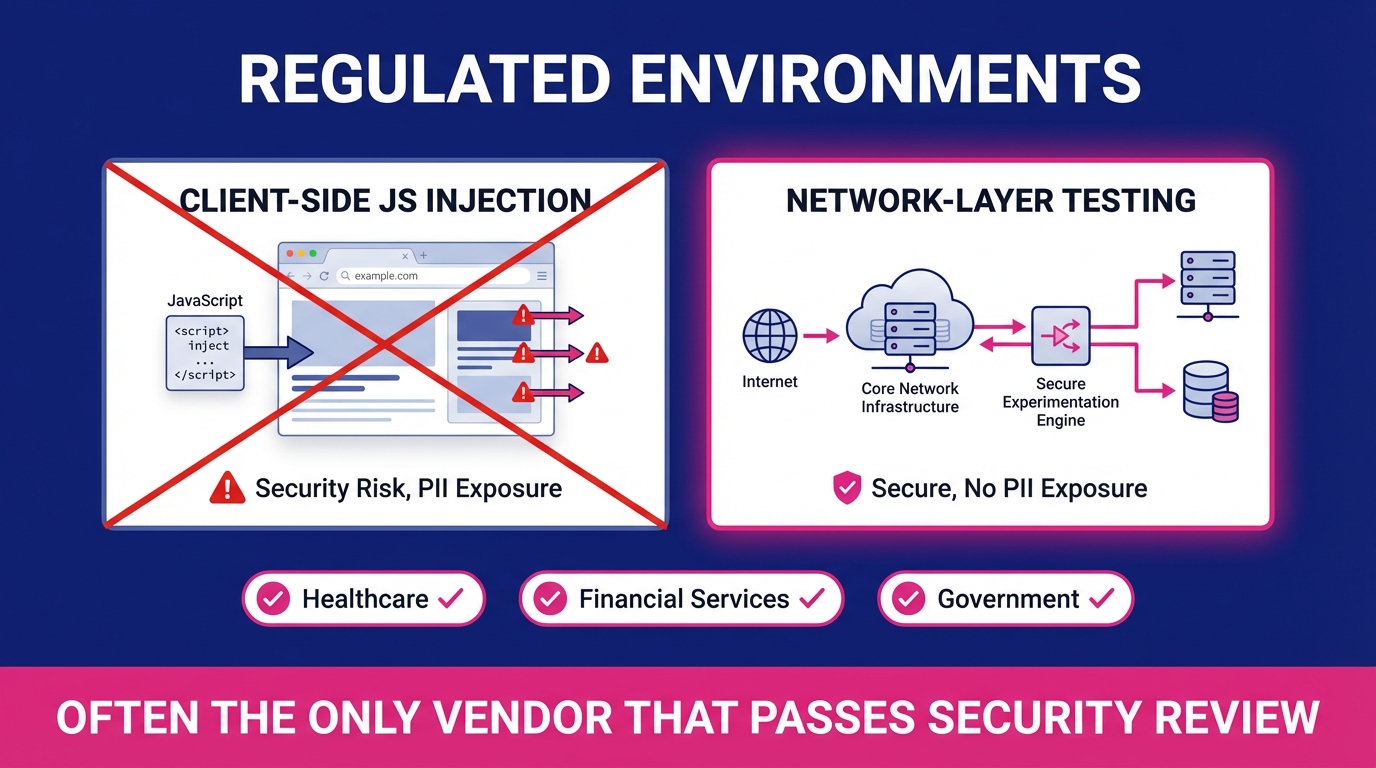 REGULATED ENVIRONMENTS
CLIENT-SIDE JS INJECTION
example.com
JavaScript
<script>
inject
...
</script>
Security Risk, PII Exposure
NETWORK-LAYER TESTING
Internet
Core Network
Infrastructure
Secure
Experimentation
Engine
Secure, No PII Exposure
Healthcare
Financial Services
Government
OFTEN THE ONLY VENDOR THAT PASSES SECURITY REVIEW